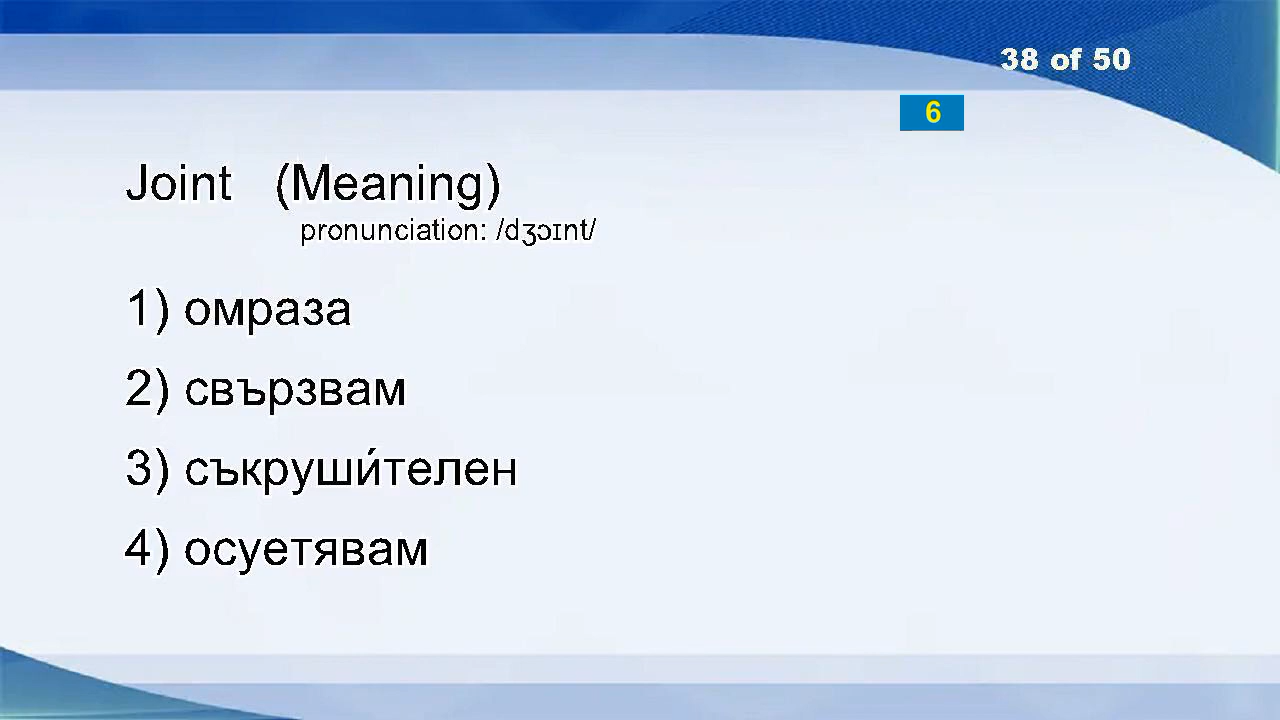 38 of 50
6
Joint (Meaning)
pronunciation: /dʒɔɪnt/
1) омраза
2) свързвам
3) съкруши́телен
4) осуетявам